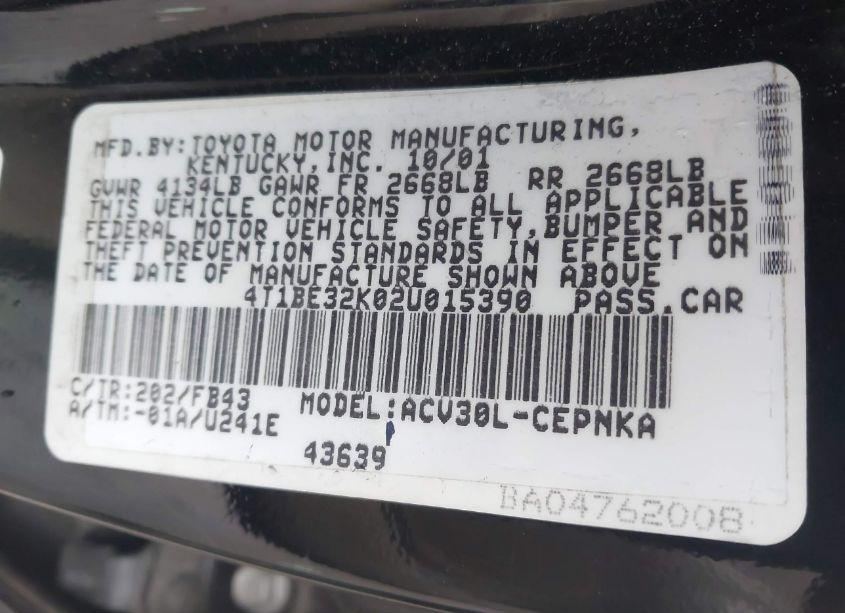 MFD.BY:TOYOTA MOTOR MANUFACTURING,
KENTUCKY,INC. 10/01
GVWR 4134LB GAWR FR 2668LB RR 2668LB
THIS VEHICLE CONFORMS TO ALL APPLICABLE
FEDERAL MOTOR VEHICLE SAFETY,BUMPER AND
THEFT PREVENTION STANDARDS IN EFFECT ON
THE DATE OF MANUFACTURE SHOWN ABOVE
4T1BE32K02U015390 PASS.CAR
C/TR:202/FB43
A/TM:-01A/U241E
MODEL:ACV30L-CEPNKA
43639
BA04762008